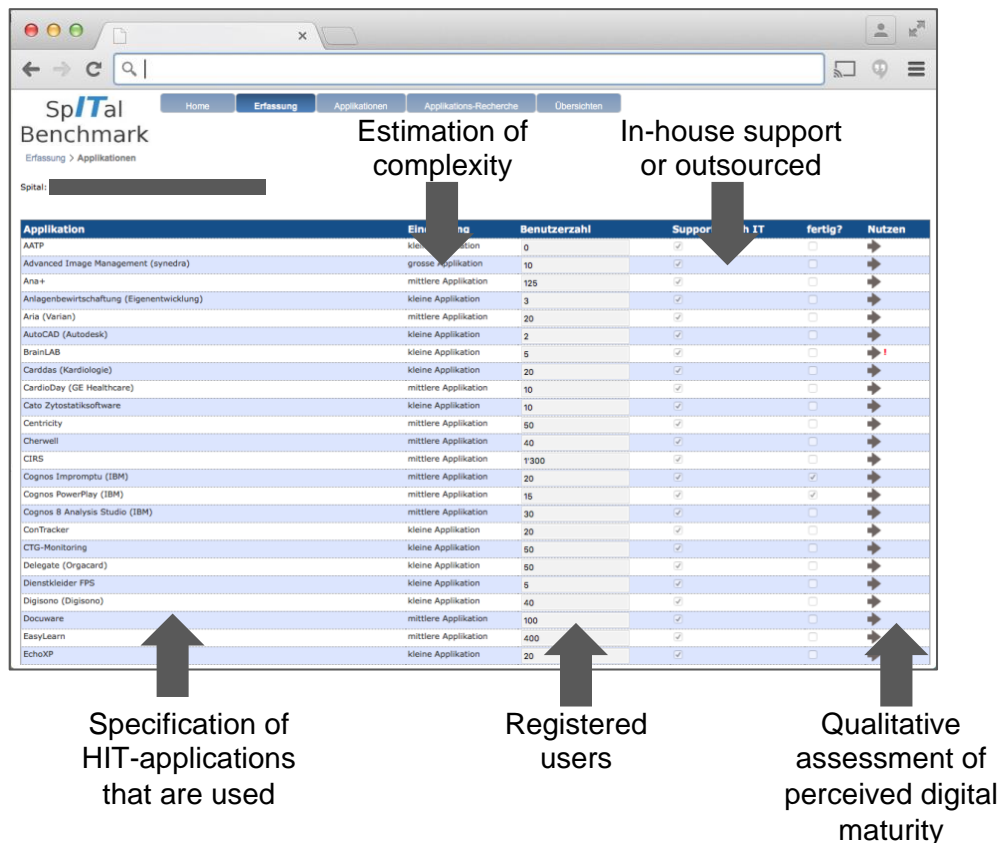 Home Erfassung Applikationen Applikations-Recherche Übersichten
SpITal
Benchmark
Erfassung > Applikationen
Estimation of
complexity
In-house support
or outsourced
Spital:
Applikation Benutzerzahl IT fertig? Nutzen
AATP 0
Advanced Image Management (synedra) grosse Applikation 10
Ana+ mittlere Applikation 125
Anlagenbewirtschaftung (Eigenentwicklung) kleine Applikation 3
Aria (Varian) mittlere Applikation 20
AutoCAD (Autodesk) kleine Applikation 2
BrainLAB kleine Applikation 5 !
Carddas (Kardiologie) kleine Applikation 20
CardioDay (GE Healthcare) mittlere Applikation 10
Cato Zytostatiksoftware kleine Applikation 10
Centricity mittlere Applikation 50
Cherwell mittlere Applikation 40
CIRS mittlere Applikation 1'300
Cognos Impromptu (IBM) mittlere Applikation 20
Cognos PowerPlay (IBM) mittlere Applikation 15
Cognos 8 Analysis Studio (IBM) mittlere Applikation 30
ConTracker kleine Applikation 20
CTG-Monitoring kleine Applikation 50
Delegate (Orgacard) kleine Applikation 50
Dienstkleider FPS kleine Applikation 5
Digisono (Digisono) kleine Applikation 40
Docuware mittlere Applikation 100
EasyLearn mittlere Applikation 400
EchoXP kleine Applikation 20
Specification of
HIT-applications
that are used
Registered
users
Qualitative
assessment of
perceived digital
maturity